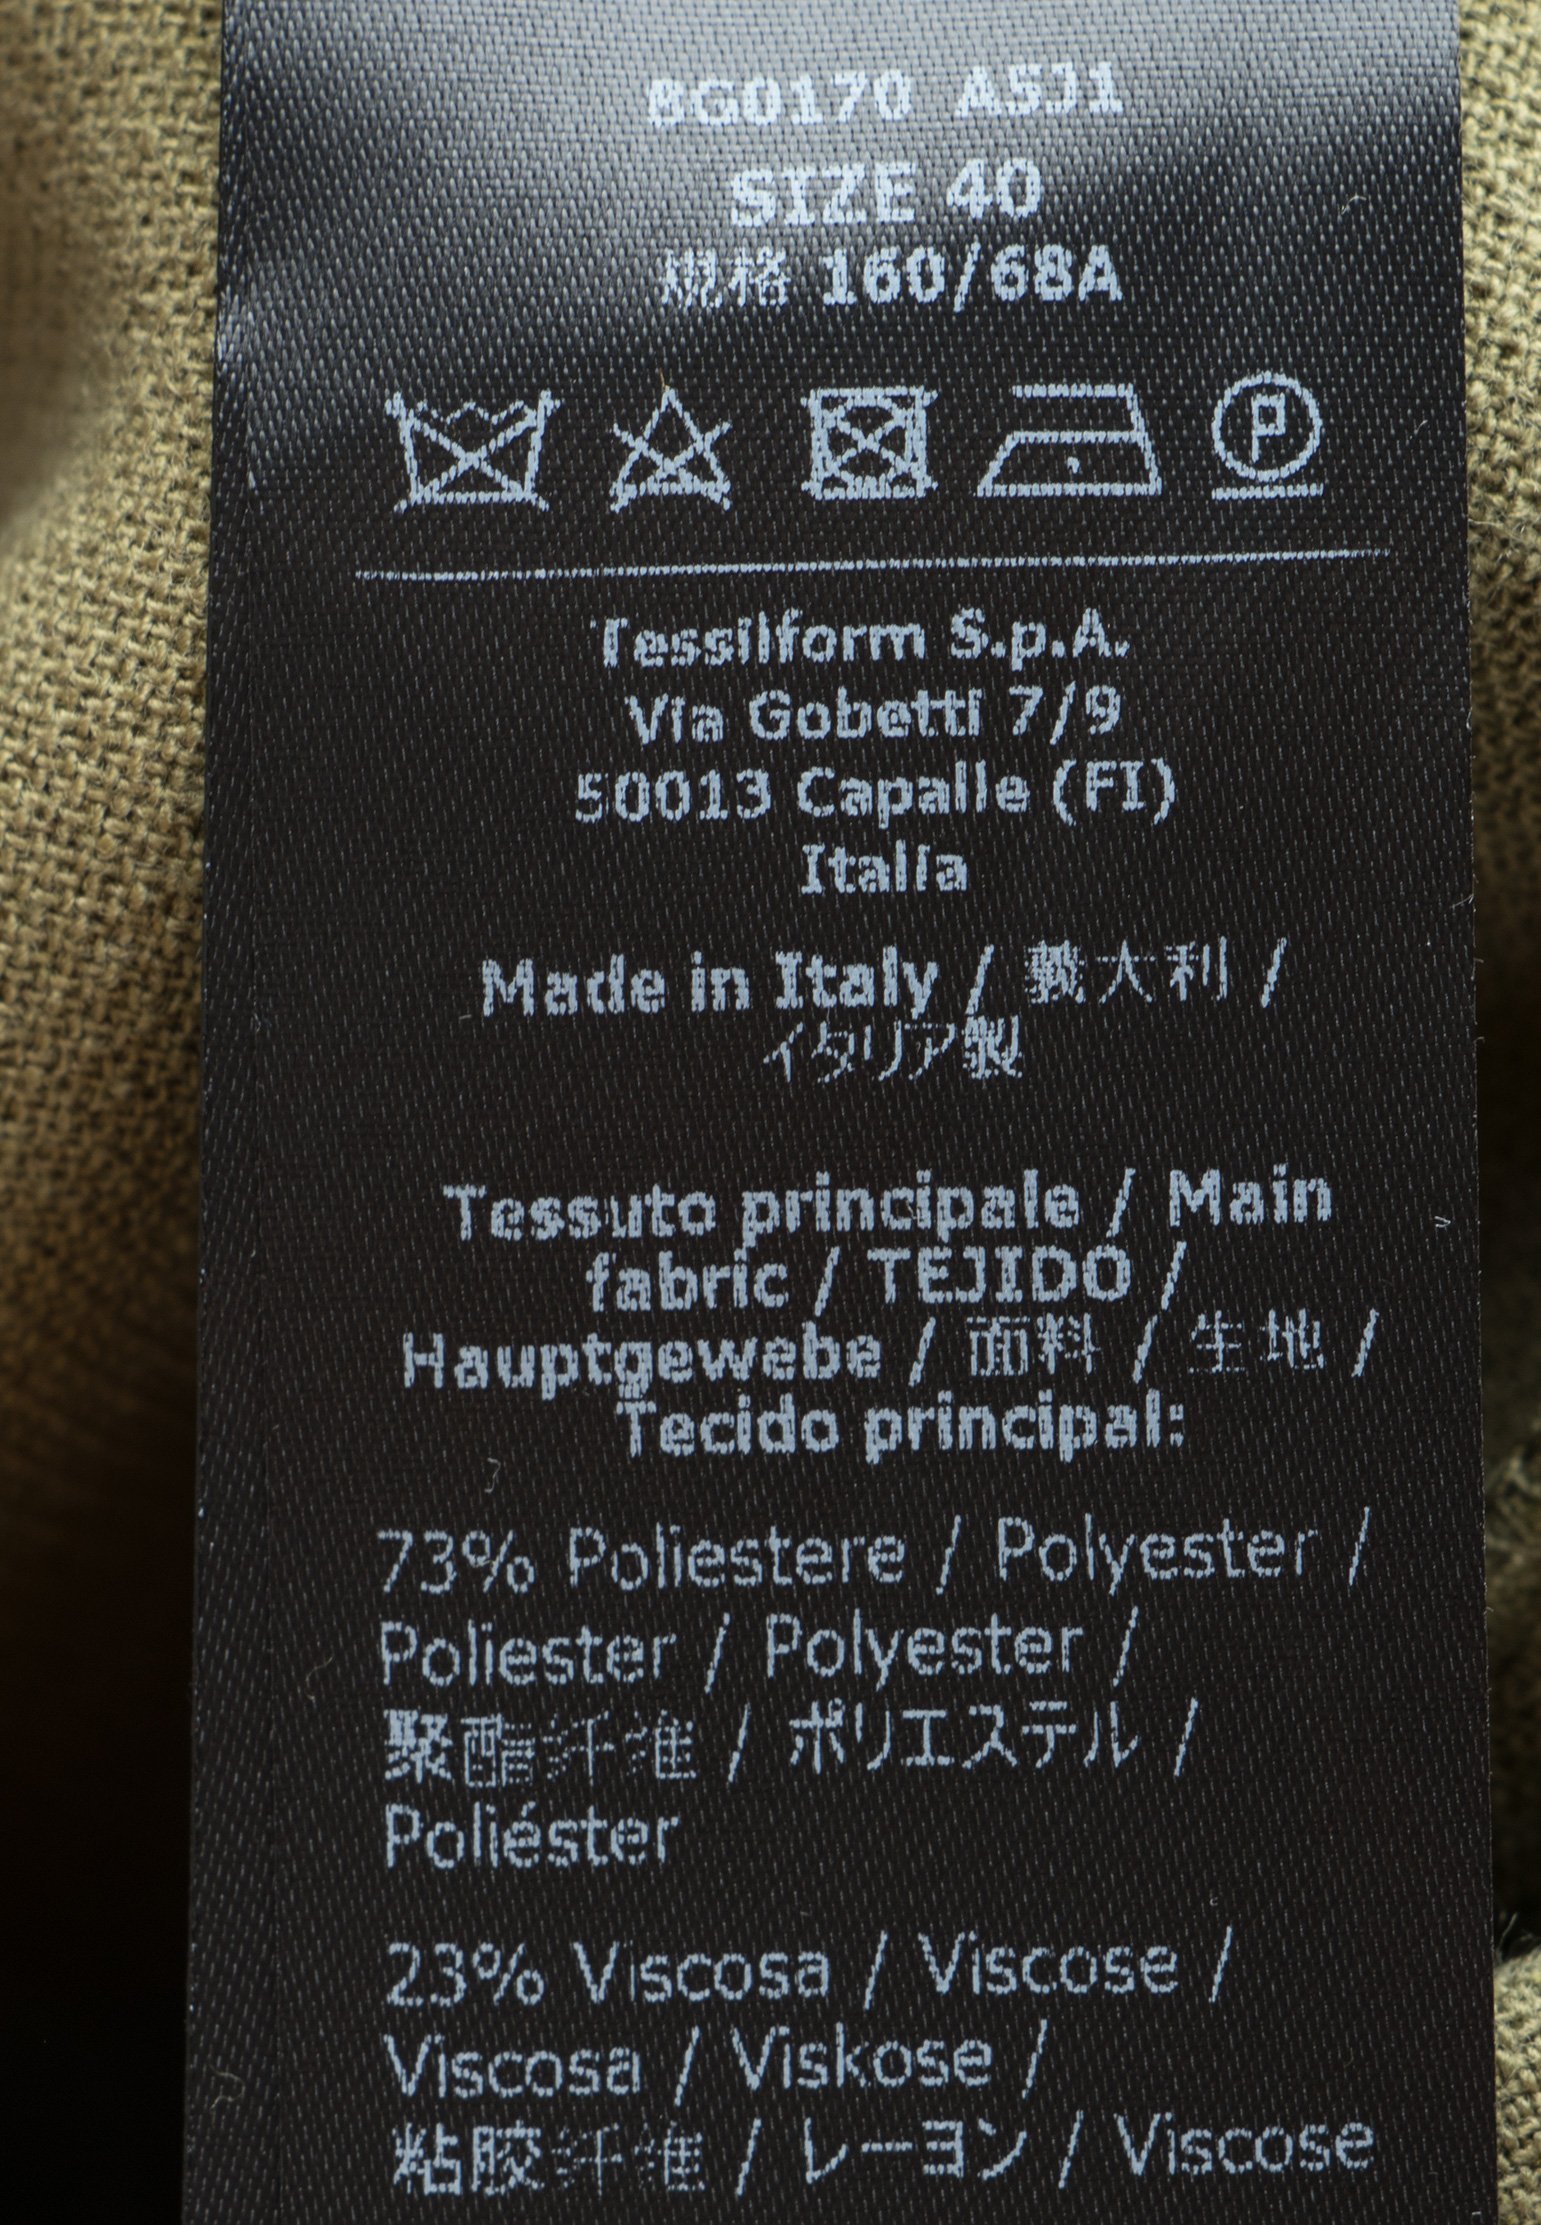 BG0170 A5J1
SIZE 40
规格 160/68A
P
Tessilform S.p.A.
Via Gobetti 7/9
50013 Capalle (FI)
Italia
Made in Italy / 義大利 /
イタリア製
Tessuto principale / Main
fabric / TEJIDO /
Hauptgewebe / 面料 / 生地 /
Tecido principal:
73% Poliestere / Polyester /
Poliester / Polyester /
聚酯纤维 / ポリエステル /
Poliéster
23% Viscosa / Viscose /
Viscosa / Viskose /
粘胶纤维 / レーヨン / Viscose